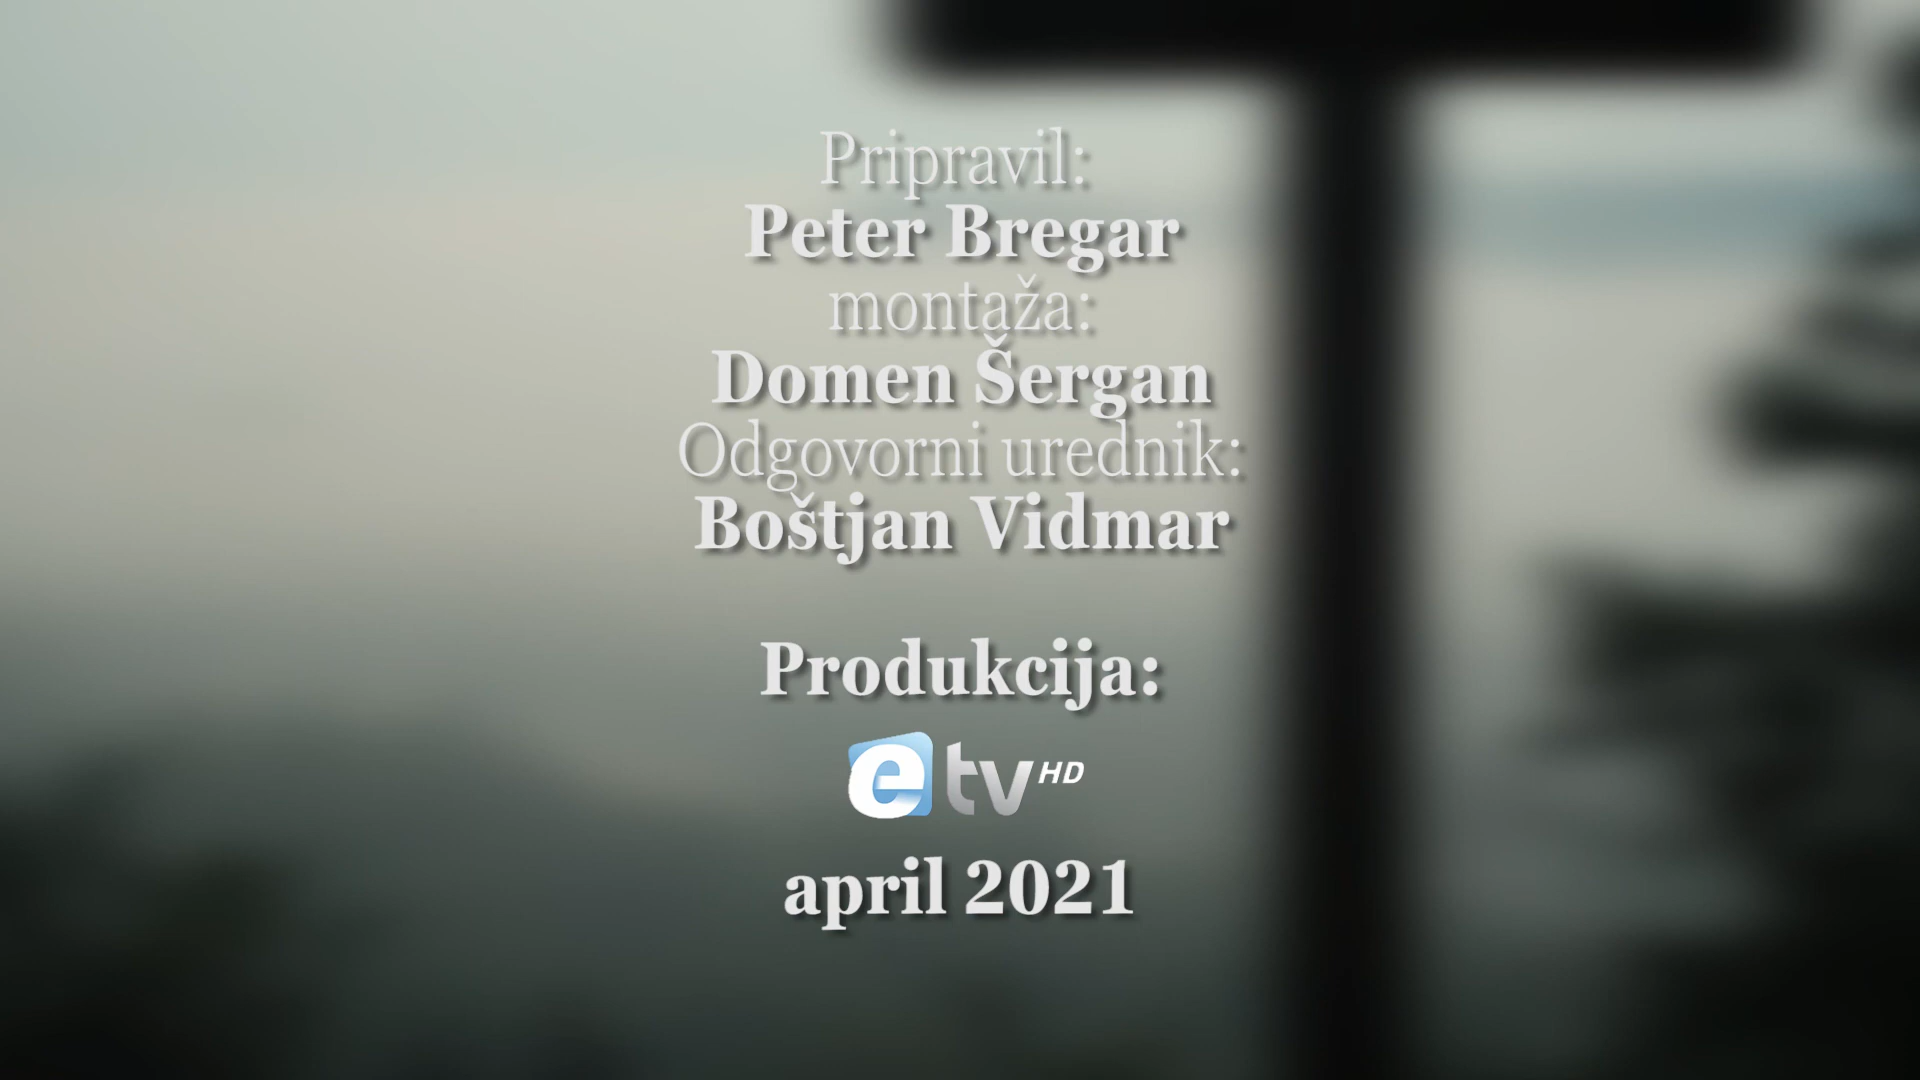 Pripravil:
Peter Bregar
montaža:
Domen Šergan
Odgovorni urednik:
Boštjan Vidmar
Produkcija:
etv HD
april 2021